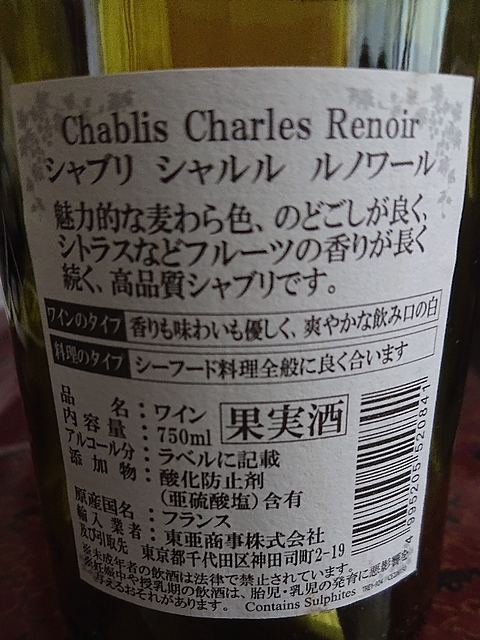 Chablis Charles Renoir
シャブリ シャルル ルノワール
魅力的な麦わら色、のどごしが良く、
シトラスなどフルーツの香りが長く
続く、高品質シャブリです。
ワインのタイプ 香りも味わいも優しく、爽やかな飲み口の白
料理のタイプ シーフード料理全般に良く合います
品名：ワイン 果実酒
内容量：750ml
アルコール分：ラベルに記載
添加物：酸化防止剤
（亜硫酸塩）含有
原産国名：フランス
輸入業者：東亜商事株式会社
及び引取先 東京都千代田区神田司町2-19
※未成年者の飲酒は法律で禁止されています。
※妊娠中や授乳期の飲酒は、胎児・乳児の発育に悪影響を
与えるおそれがあります。 Contains Sulphites
4 995205 520841